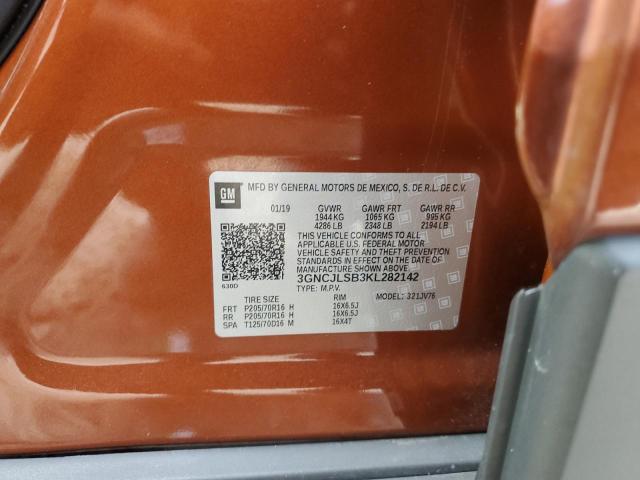 GM MFD BY GENERAL MOTORS DE MEXICO, S. DE R.L. DE C.V.
01/19 GVWR GAWR FRT GAWR RR
1944 KG 1065 KG 995 KG
4286 LB 2348 LB 2194 LB
THIS VEHICLE CONFORMS TO ALL
APPLICABLE U.S. FEDERAL MOTOR
VEHICLE SAFETY AND THEFT PREVENTION
STANDARDS IN EFFECT ON THE DATE OF
MANUFACTURE SHOWN ABOVE.
3GNCJLSB3KL282142
630D TYPE: M.P.V.
TIRE SIZE RIM MODEL: 321JV76
FRT P205/70R16 H 16X6.5J
RR P205/70R16 H 16X6.5J
SPA T125/70D16 M 16X4T